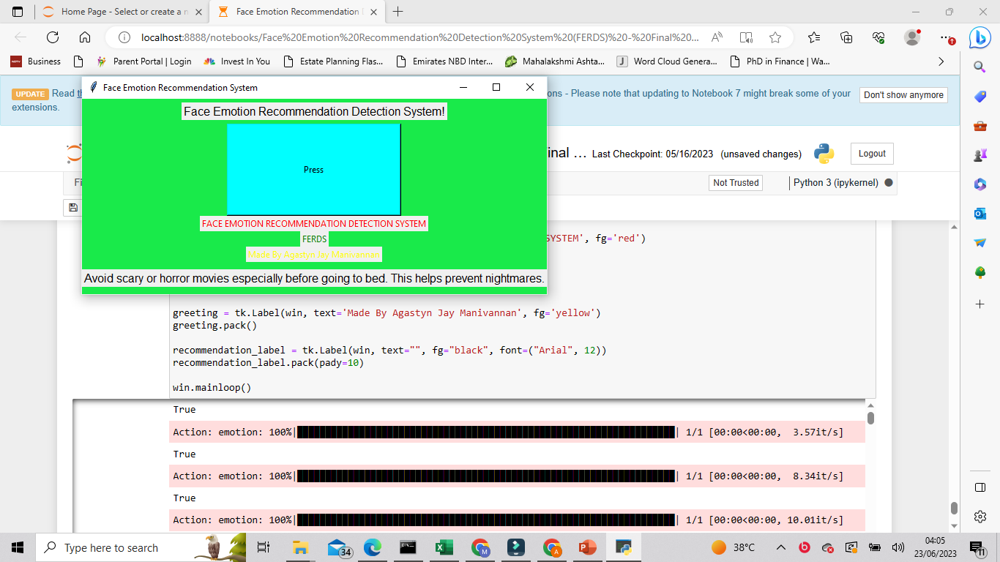 Home Page - Select or create a n
Face Emotion Recommendation
localhost:8888/notebooks/Face%20Emotion%20Recommendation%20Detection%20System%20(FERDS)%20-%20Final%20...
Business
Parent Portal | Login
Invest In You
Estate Planning Flas...
Emirates NBD Inter...
Mahalakshmi Ashta...
Word Cloud Genera...
PhD in Finance | Wa...
UPDATE Read th
ons - Please note that updating to Notebook 7 might break some of your
extensions.
Don't show anymore
Face Emotion Recommendation System
Face Emotion Recommendation Detection System!
Press
FACE EMOTION RECOMMENDATION DETECTION SYSTEM
FERDS
Made By Agastyn Jay Manivannan
Avoid scary or horror movies especially before going to bed. This helps prevent nightmares.
inal ... Last Checkpoint: 05/16/2023 (unsaved changes)
Logout
Fi
Not Trusted
Python 3 (ipykernel)
SYSTEM', fg='red')
greeting = tk.Label(win, text='Made By Agastyn Jay Manivannan', fg='yellow')
greeting.pack()
recommendation_label = tk.Label(win, text="", fg="black", font=("Arial", 12))
recommendation_label.pack(pady=10)
win.mainloop()
True
Action: emotion: 100%| | 1/1 [00:00<00:00, 3.57it/s]
True
Action: emotion: 100%| | 1/1 [00:00<00:00, 8.34it/s]
True
Action: emotion: 100%| | 1/1 [00:00<00:00, 10.01it/s]
Type here to search
34
38°C
04:05
23/06/2023
11